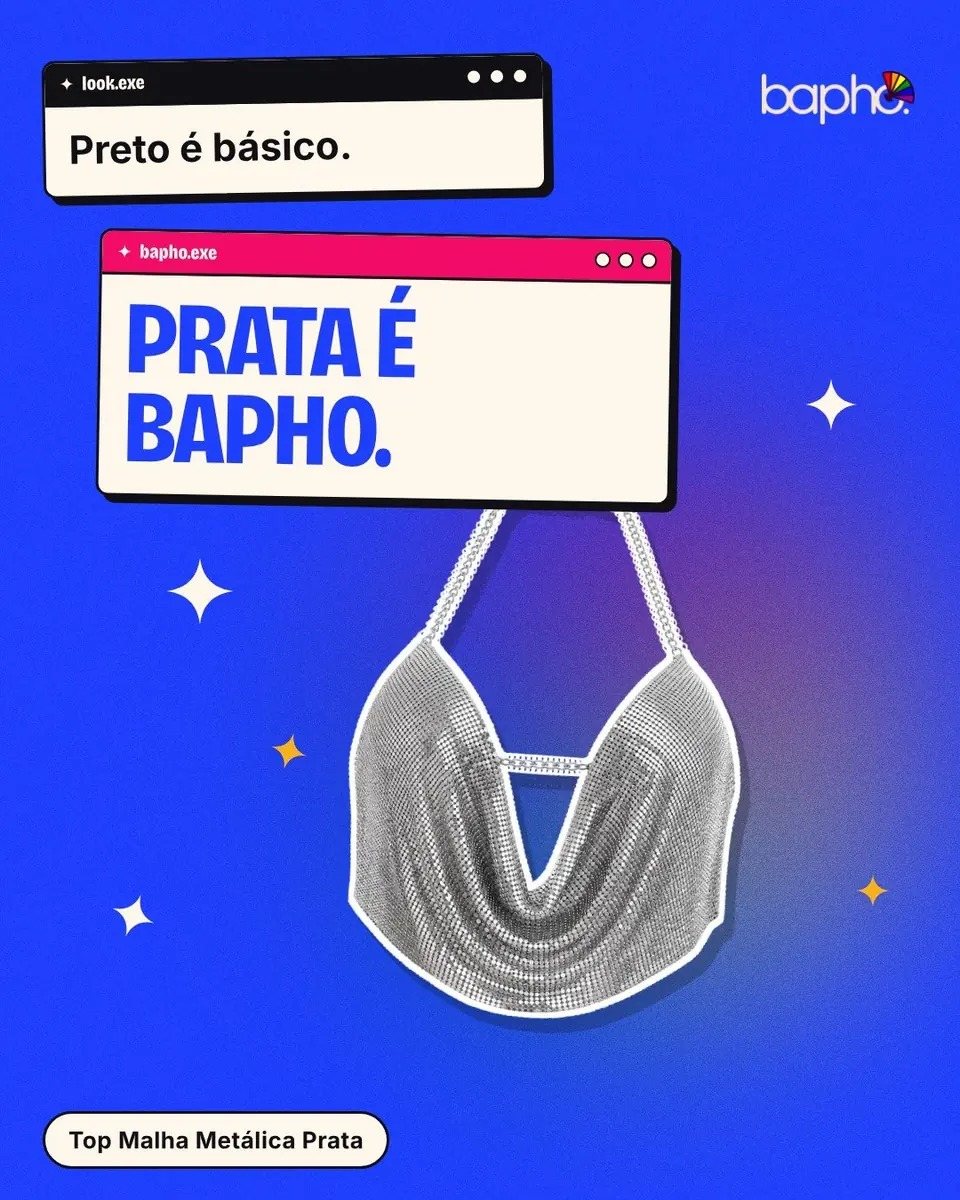 look.exe
bapho.
Preto é básico.
bapho.exe
PRATA É
BAPHO.
Top Malha Metálica Prata